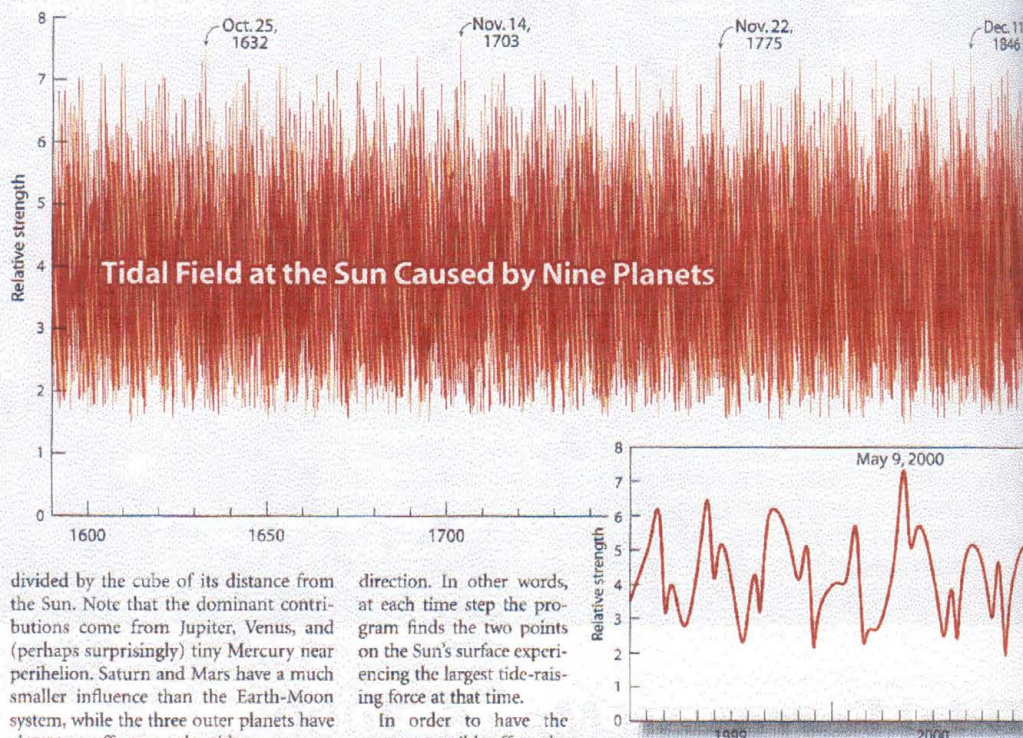 8
7
6
5
4
3
2
1
0
Relative strength
Oct. 25,
1632
Nov. 14,
1703
Nov. 22,
1775
Dec. 11
1846
Tidal Field at the Sun Caused by Nine Planets
1600
1650
1700
divided by the cube of its distance from
the Sun. Note that the dominant contri-
butions come from Jupiter, Venus, and
(perhaps surprisingly) tiny Mercury near
perihelion. Saturn and Mars have a much
smaller influence than the Earth-Moon
system, while the three outer planets have
direction. In other words,
at each time step the pro-
gram finds the two points
on the Sun's surface experi-
encing the largest tide-rais-
ing force at that time.
In order to have the
8
7
6
5
4
3
2
1
0
Relative strength
May 9, 2000
1999
2000